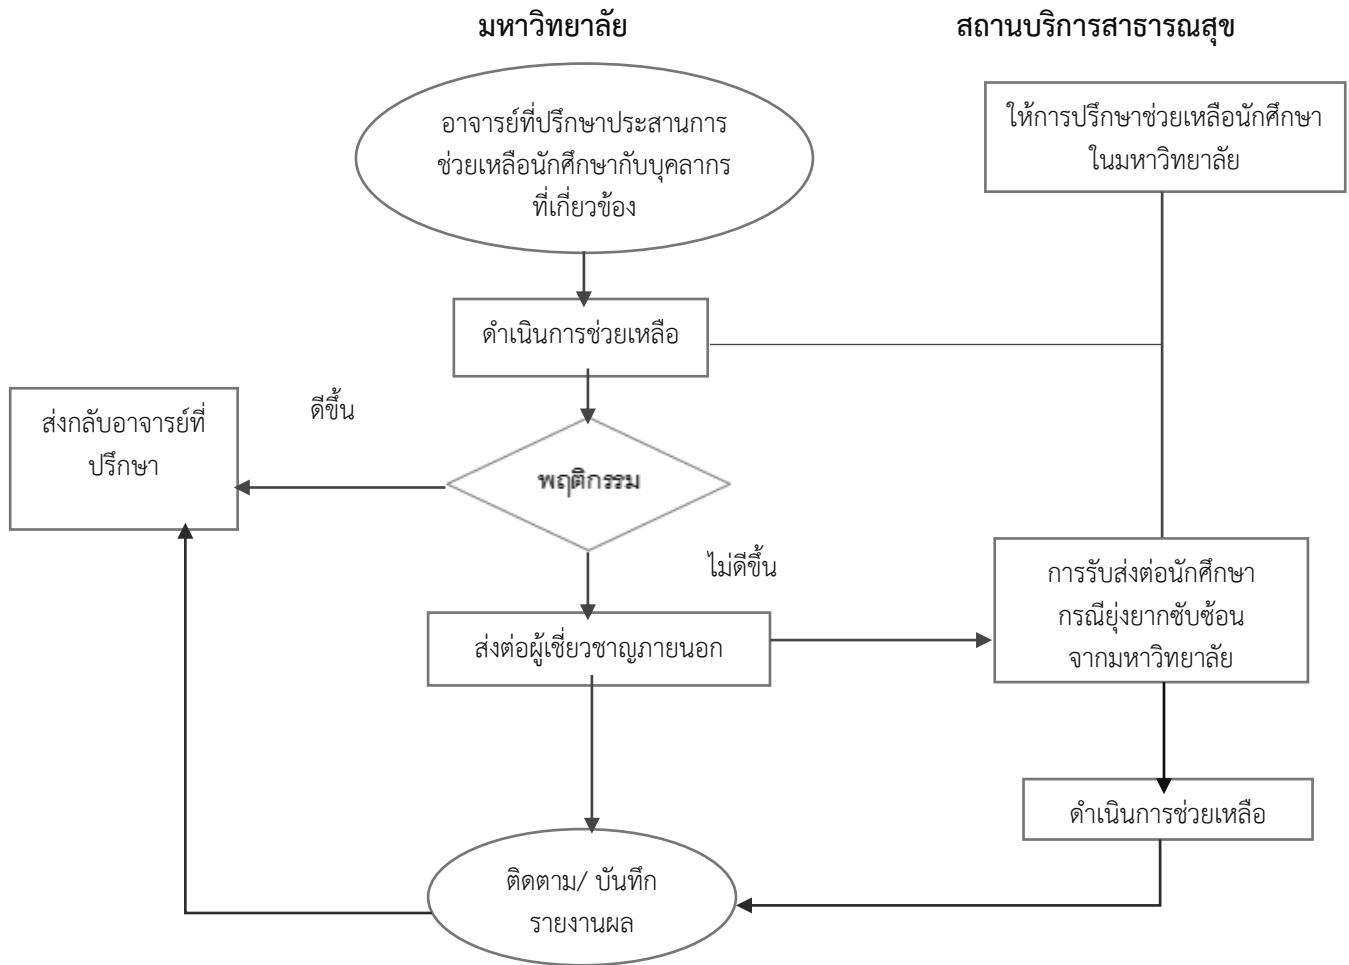 มหาวิทยาลัย
สถานบริการสาธารณสุข
อาจารย์ที่ปรึกษาประสานการ
ช่วยเหลือนักศึกษากับบุคลากร
ที่เกี่ยวข้อง
ให้การปรึกษาช่วยเหลือนักศึกษา
ในมหาวิทยาลัย
ดำเนินการช่วยเหลือ
ดีขึ้น
ส่งกลับอาจารย์ที่
ปรึกษา
พฤติกรรม
ไม่ดีขึ้น
ส่งต่อผู้เชี่ยวชาญภายนอก
การรับส่งต่อนักศึกษา
กรณียุ่งยากซับซ้อน
จากมหาวิทยาลัย
ดำเนินการช่วยเหลือ
ติดตาม/ บันทึก
รายงานผล